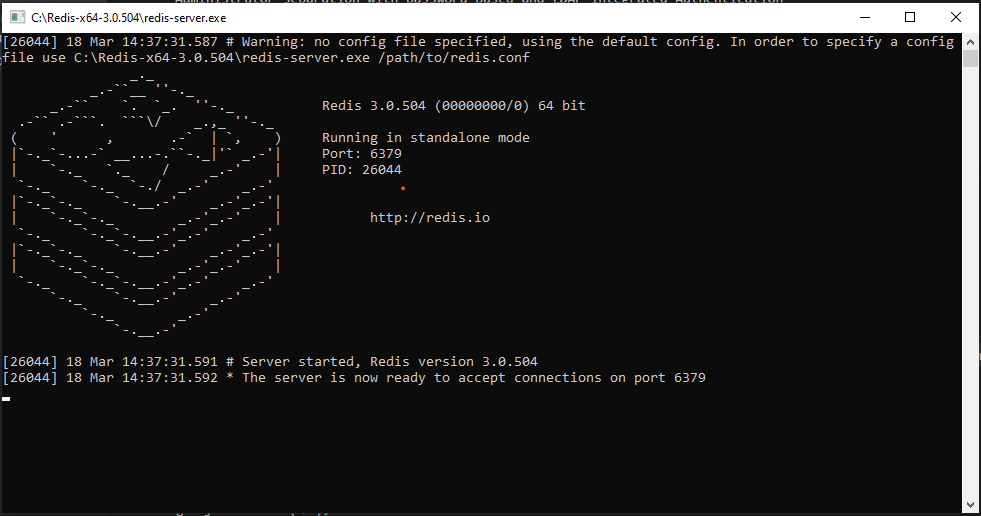 C:\Redis-x64-3.0.504\redis-server.exe
[26044] 18 Mar 14:37:31.587 # Warning: no config file specified, using the default config. In order to specify a config
file use C:\Redis-x64-3.0.504\redis-server.exe /path/to/redis.conf
Redis 3.0.504 (00000000/0) 64 bit
Running in standalone mode
Port: 6379
PID: 26044
http://redis.io
[26044] 18 Mar 14:37:31.591 # Server started, Redis version 3.0.504
[26044] 18 Mar 14:37:31.592 * The server is now ready to accept connections on port 6379